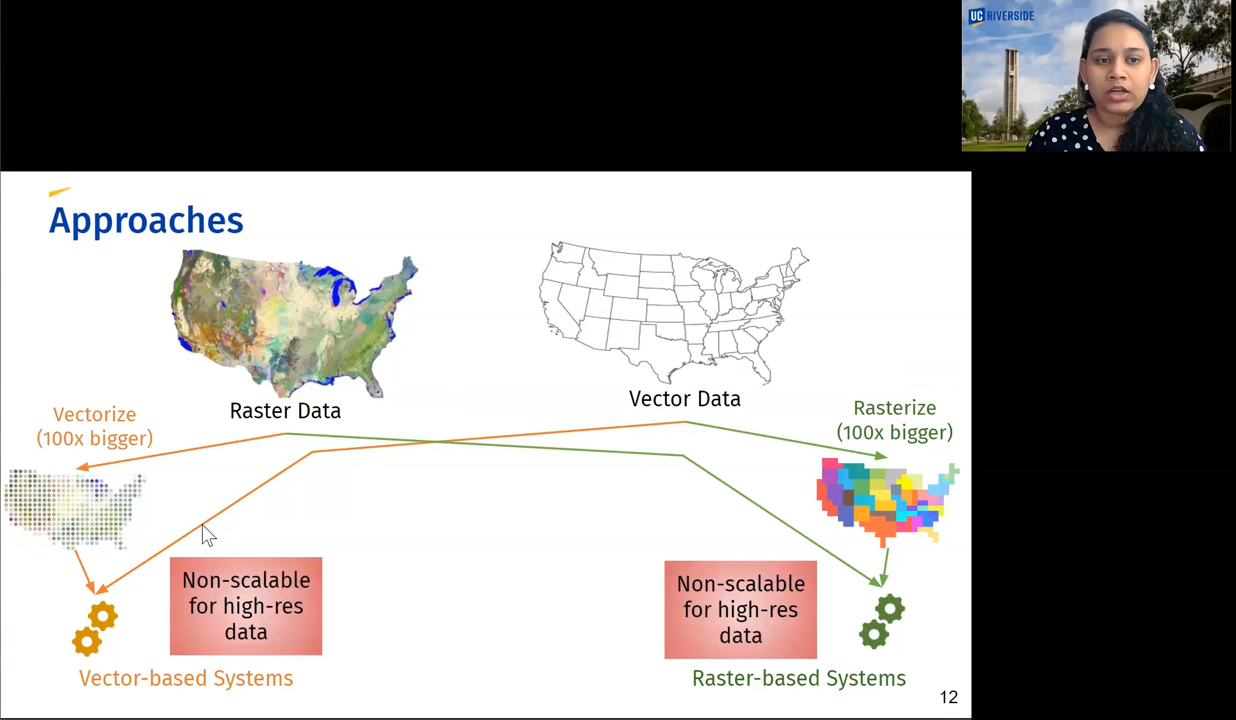 UC RIVERSIDE
Approaches
Raster Data
Vector Data
Vectorize
(100x bigger)
Rasterize
(100x bigger)
Non-scalable
for high-res
data
Non-scalable
for high-res
data
Vector-based Systems
Raster-based Systems
12